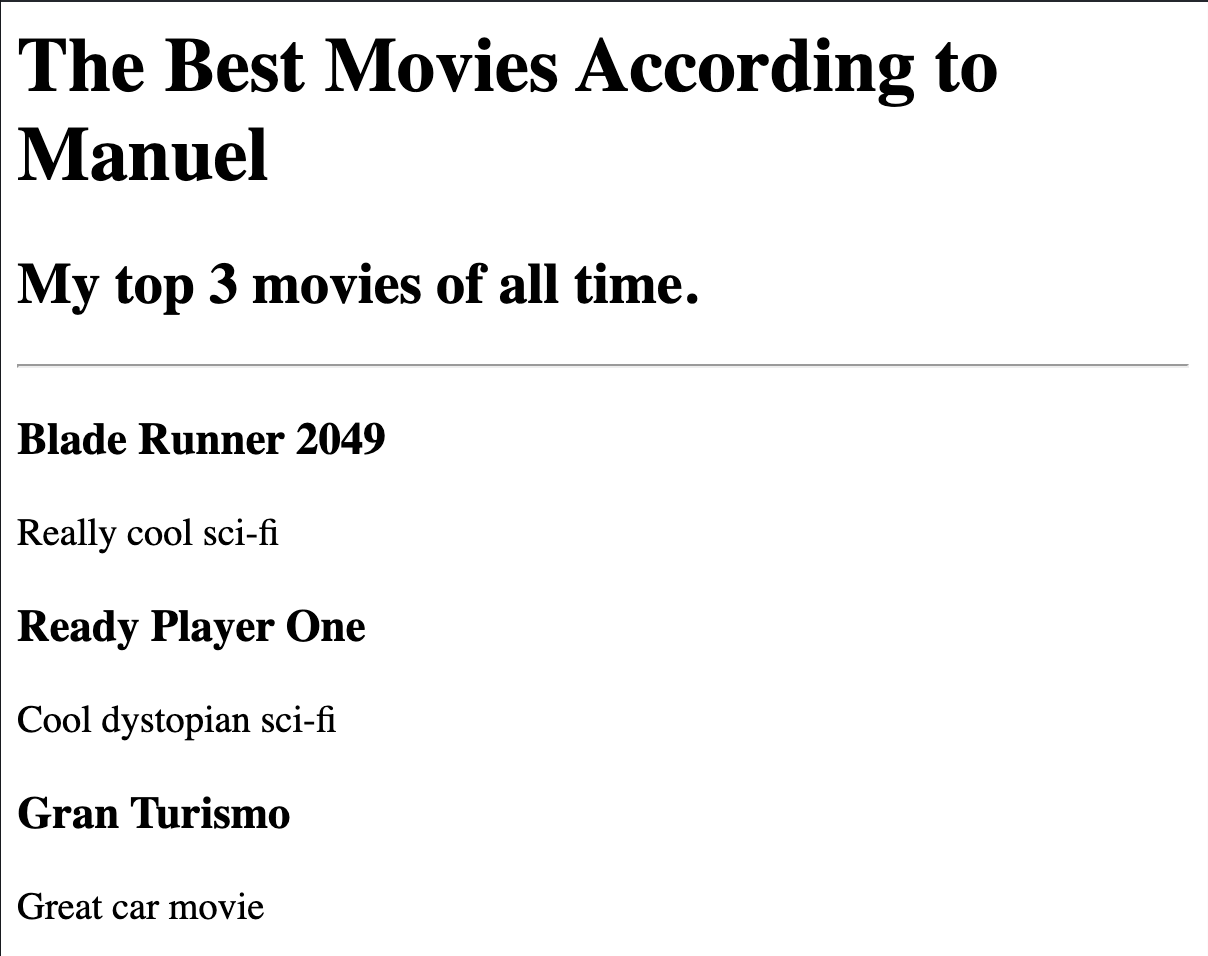 The Best Movies According to
Manuel
My top 3 movies of all time.
Blade Runner 2049
Really cool sci-fi
Ready Player One
Cool dystopian sci-fi
Gran Turismo
Great car movie